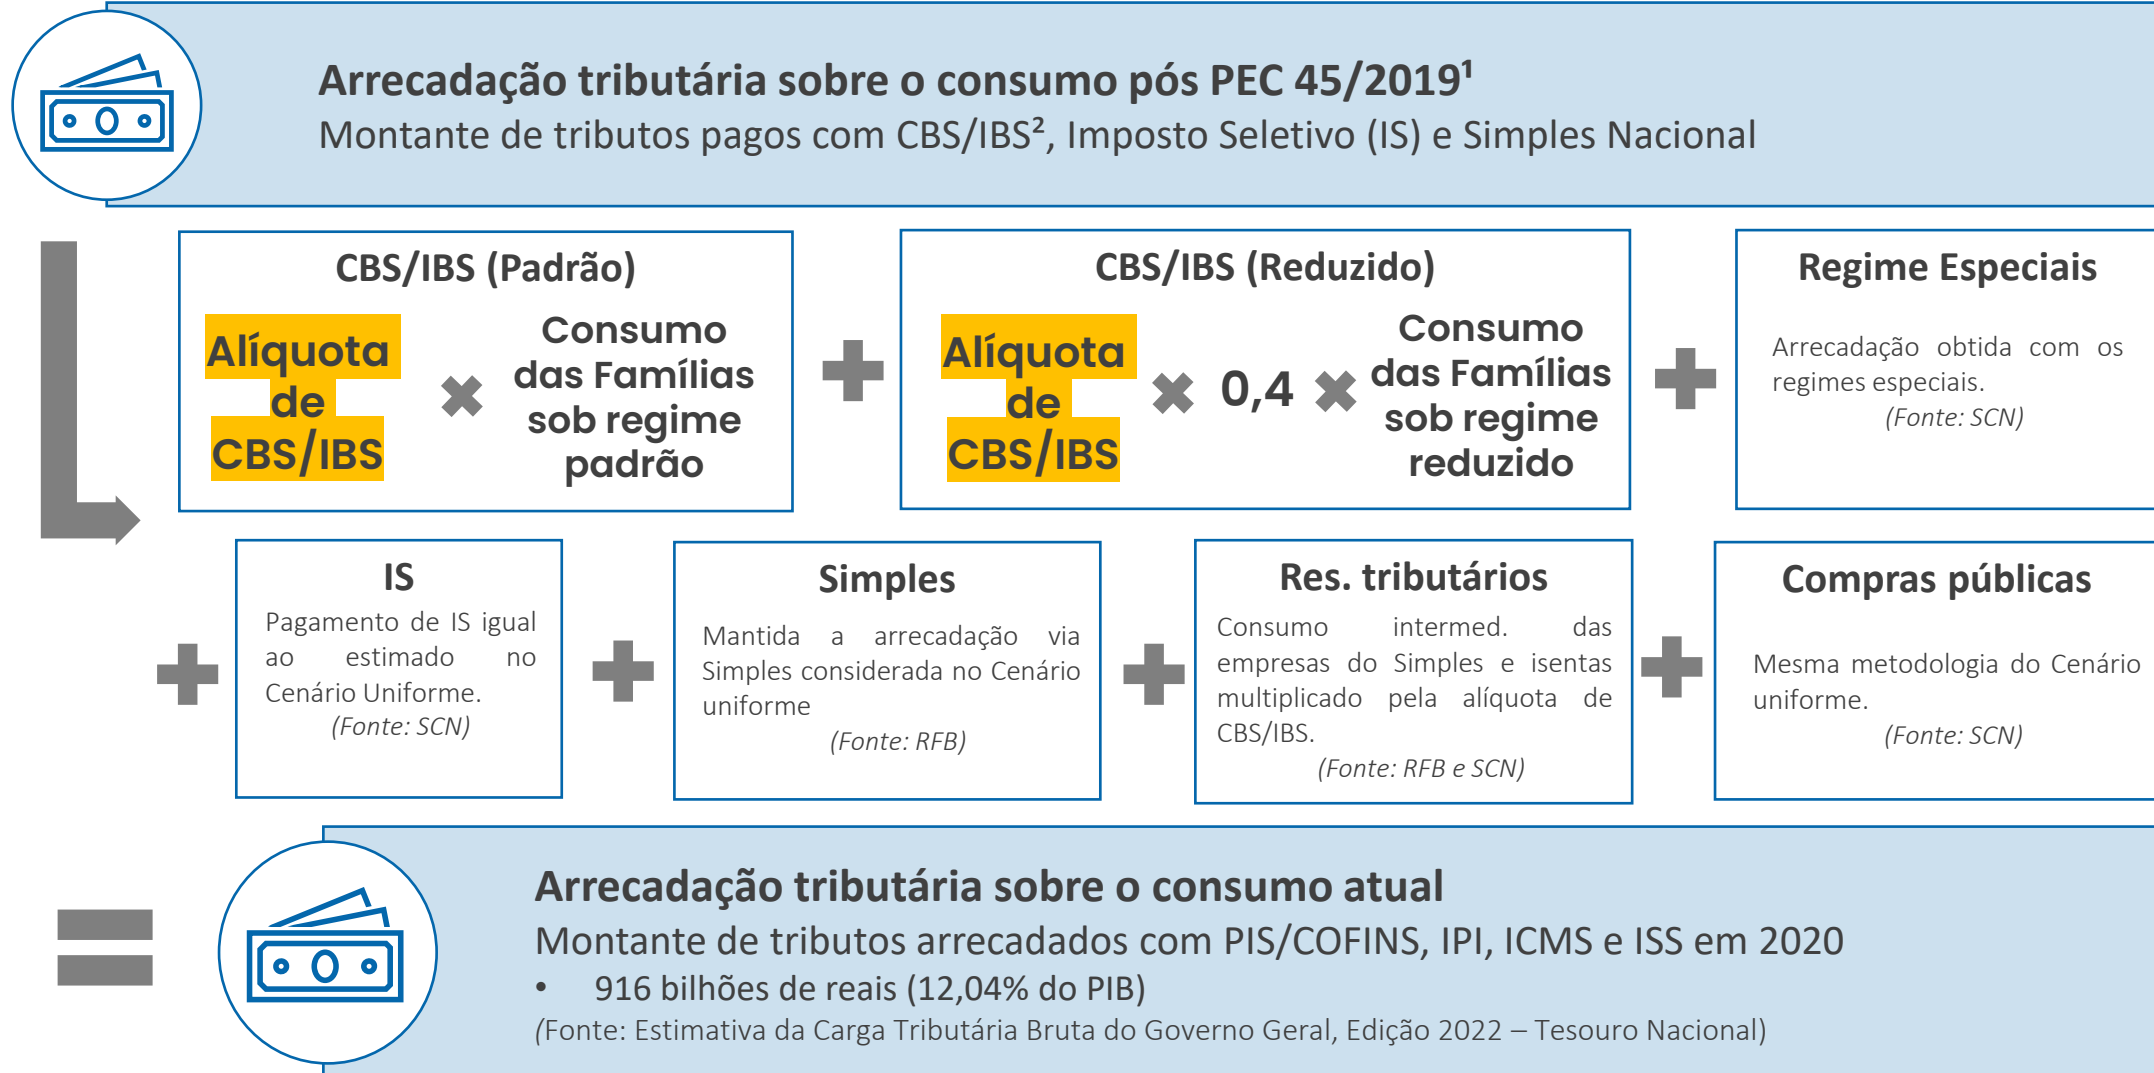 Arrecadação tributária sobre o consumo pós PEC 45/2019¹
Montante de tributos pagos com CBS/IBS², Imposto Seletivo (IS) e Simples Nacional
CBS/IBS (Padrão)
Alíquota
de
CBS/IBS
Consumo
das Famílias
sob regime
padrão
CBS/IBS (Reduzido)
Alíquota
de
CBS/IBS
0,4
Consumo
das Famílias
sob regime
reduzido
Regime Especiais
Arrecadação obtida com os
regimes especiais.
(Fonte: SCN)
IS
Pagamento de IS igual
ao estimado no
Cenário Uniforme.
(Fonte: SCN)
Simples
Mantida a arrecadação via
Simples considerada no Cenário
uniforme
(Fonte: RFB)
Res. tributários
Consumo intermed. das
empresas do Simples e isentas
multiplicado pela alíquota de
CBS/IBS.
(Fonte: RFB e SCN)
Compras públicas
Mesma metodologia do Cenário
uniforme.
(Fonte: SCN)
Arrecadação tributária sobre o consumo atual
Montante de tributos arrecadados com PIS/COFINS, IPI, ICMS e ISS em 2020
• 916 bilhões de reais (12,04% do PIB)
(Fonte: Estimativa da Carga Tributária Bruta do Governo Geral, Edição 2022 – Tesouro Nacional)